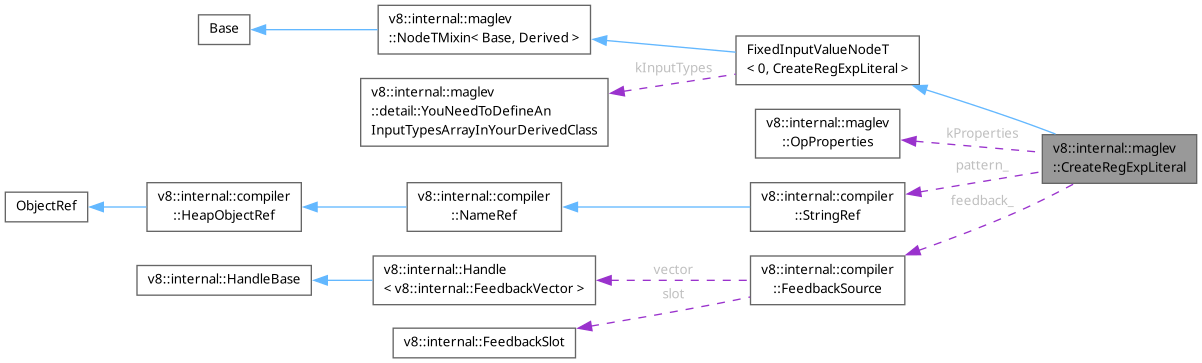 Base
v8::internal::maglev
::NodeTMixin< Base, Derived >
FixedInputValueNodeT
< 0, CreateRegExpLiteral >
kInputTypes
v8::internal::maglev
::detail::YouNeedToDefineAn
InputTypesArrayInYourDerivedClass
v8::internal::maglev
::OpProperties
kProperties
v8::internal::maglev
::CreateRegExpLiteral
pattern_
feedback_
ObjectRef
v8::internal::compiler
::HeapObjectRef
v8::internal::compiler
::NameRef
v8::internal::compiler
::StringRef
v8::internal::HandleBase
v8::internal::Handle
< v8::internal::FeedbackVector >
vector
slot
v8::internal::compiler
::FeedbackSource
v8::internal::FeedbackSlot